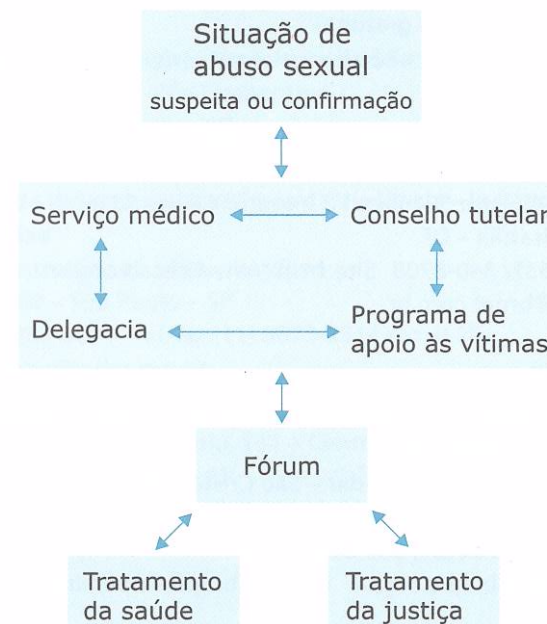 Situação de
abuso sexual
suspeita ou confirmação
Serviço médico
Conselho tutelar
Delegacia
Programa de
apoio às vítimas
Fórum
Tratamento
da saúde
Tratamento
da justiça